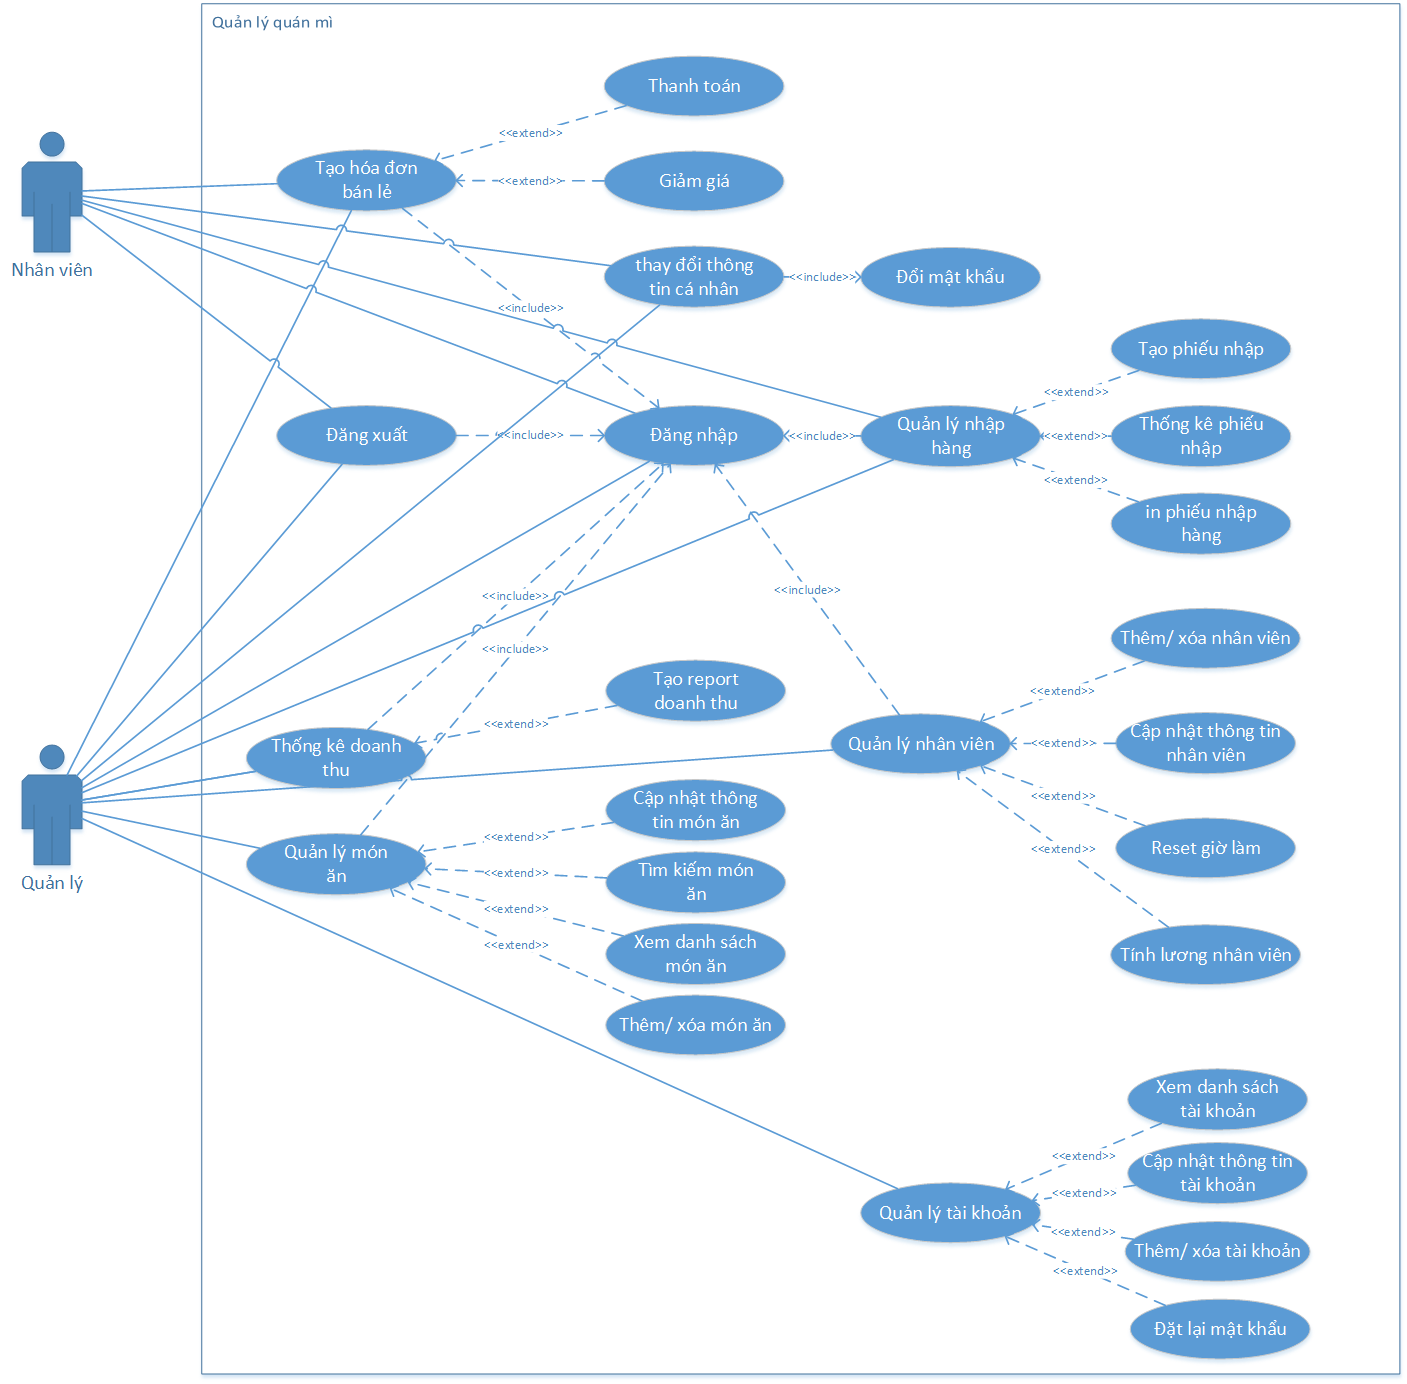 Quản lý quán mì
Thanh toán
<<extend>>
Tạo hóa đơn
bán lẻ
<<extend>>
Giảm giá
Nhân viên
thay đổi thông
tin cá nhân
<<include>>
Đổi mật khẩu
<<include>>
Tạo phiếu nhập
<<extend>>
Đăng xuất
<<include>>
Đăng nhập
<<include>>
Quản lý nhập
hàng
<<extend>>
Thống kê phiếu
nhập
<<extend>>
in phiếu nhập
hàng
<<include>>
<<include>>
<<include>>
Thêm/ xóa nhân viên
<<extend>>
Tạo report
doanh thu
<<extend>>
Thống kê doanh
thu
Quản lý nhân viên
<<extend>>
Cập nhật thông tin
nhân viên
<<extend>>
Reset giờ làm
<<extend>>
Tính lương nhân viên
Cập nhật thông
tin món ăn
<<extend>>
Quản lý món
ăn
<<extend>>
Tìm kiếm món
ăn
Quản lý
<<extend>>
Xem danh sách
món ăn
<<extend>>
Thêm/ xóa món ăn
Xem danh sách
tài khoản
<<extend>>
Cập nhật thông tin
tài khoản
<<extend>>
Quản lý tài khoản
<<extend>>
Thêm/ xóa tài khoản
<<extend>>
Đặt lại mật khẩu